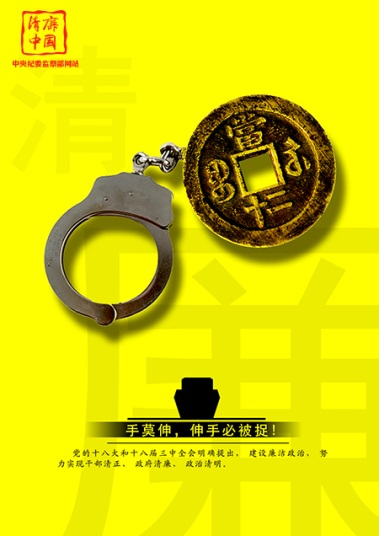 清廉
中国
中央纪委监察部网站
清
當
十二
廉
手莫伸，伸手必被捉！
党的十八大和十八届三中全会明确提出， 建设廉洁政治， 努
力实现干部清正、 政府清廉、 政治清明。